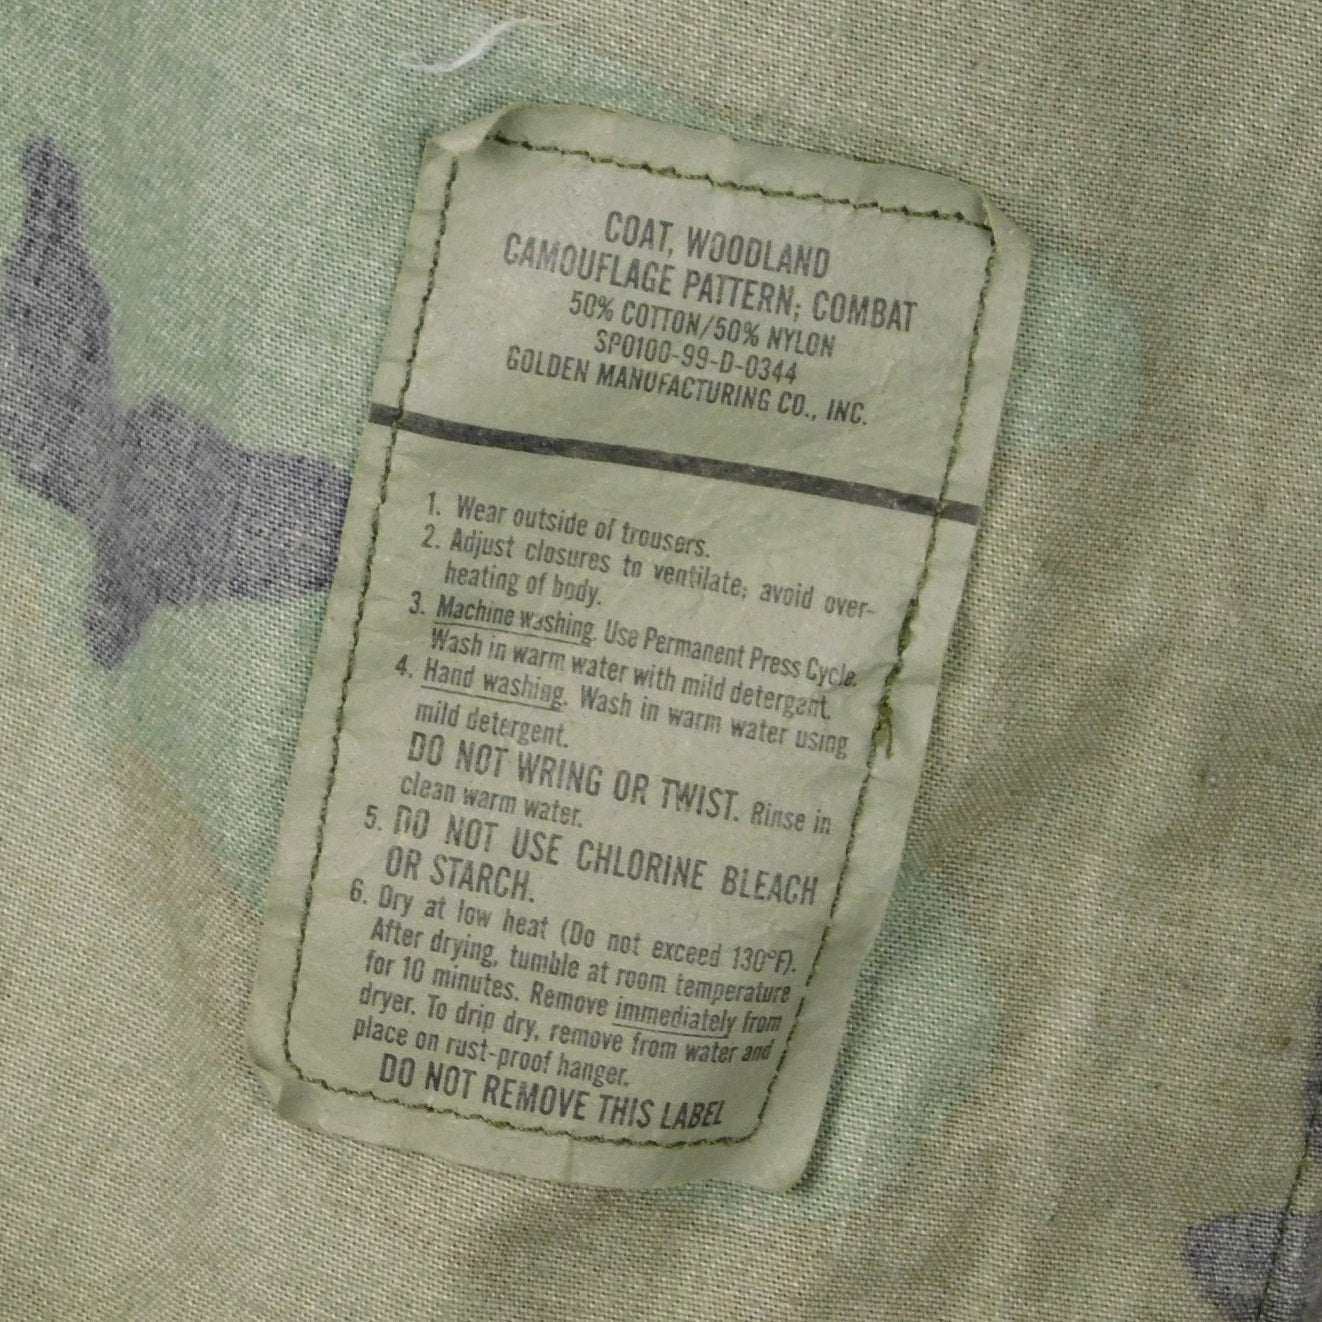 COAT, WOODLAND
CAMOUFLAGE PATTERN; COMBAT
50% COTTON/50% NYLON
SP0100-99-D-0344
GOLDEN MANUFACTURING CO., INC.
1. Wear outside of trousers.
2. Adjust closures to ventilate; avoid over-
heating of body.
3. Machine washing. Use Permanent Press Cycle.
Wash in warm water with mild detergent.
4. Hand washing. Wash in warm water using
mild detergent.
DO NOT WRING OR TWIST. Rinse in
clean warm water.
5. DO NOT USE CHLORINE BLEACH
OR STARCH.
6. Dry at low heat (Do not exceed 130°F).
After drying, tumble at room temperature
for 10 minutes. Remove immediately from
dryer. To drip dry, remove from water and
place on rust-proof hanger.
DO NOT REMOVE THIS LABEL